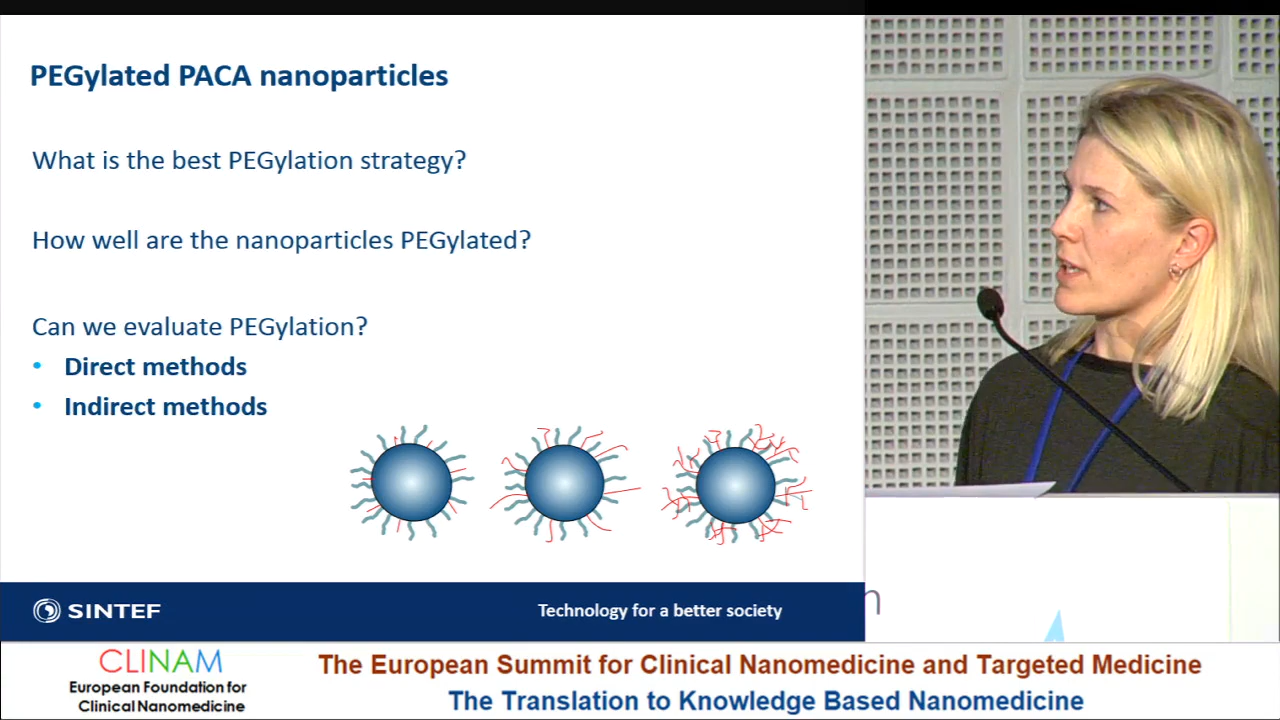 PEGylated PACA nanoparticles
What is the best PEGylation strategy?
How well are the nanoparticles PEGylated?
Can we evaluate PEGylation?
• Direct methods
• Indirect methods
SINTEF
Technology for a better society
n
CLINAM
European Foundation for
Clinical Nanomedicine
The European Summit for Clinical Nanomedicine and Targeted Medicine
The Translation to Knowledge Based Nanomedicine